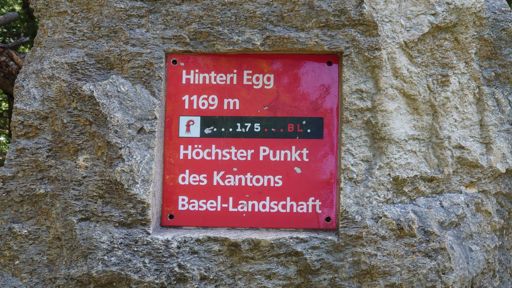 Hinteri Egg
1169 m
...175...BL.
Höchster Punkt
des Kantons
Basel-Landschaft